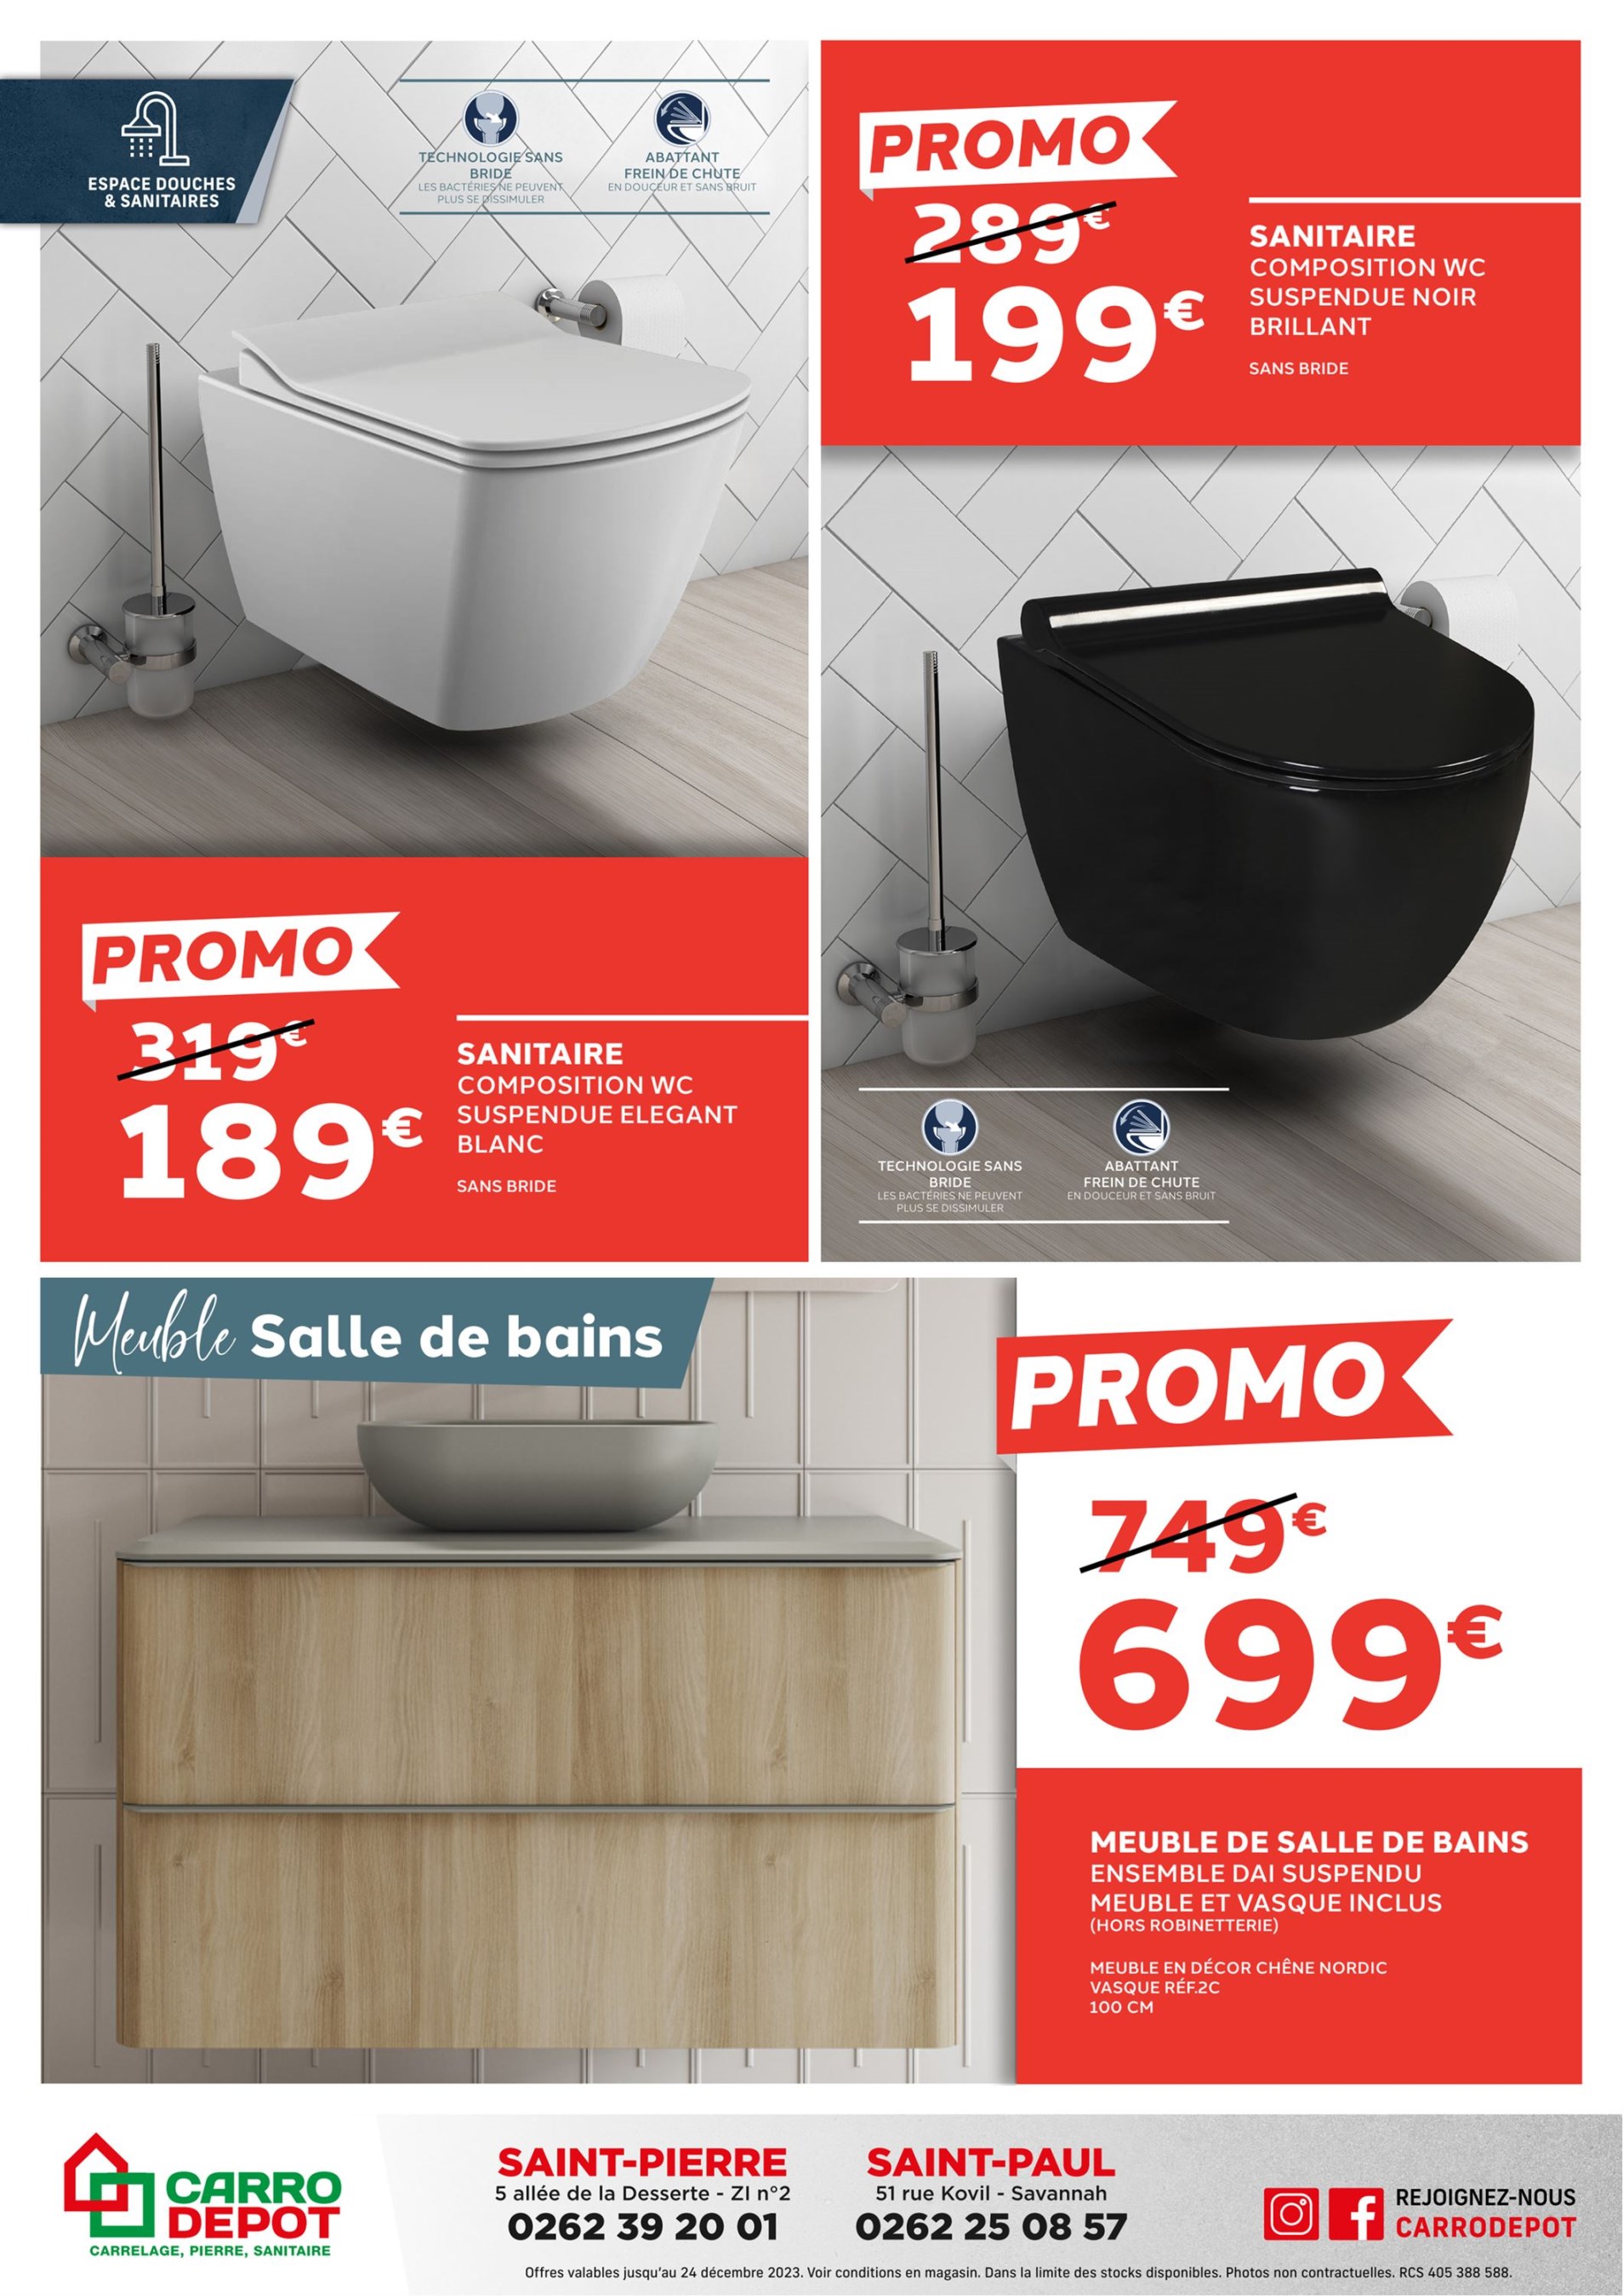 ESPACE DOUCHES
& SANITAIRES
TECHNOLOGIE SANS
BRIDE
LES BACTÉRIES NE PEUVENT
PLUS SE DISSIMULER
ABATTANT
FREIN DE CHUTE
EN DOUCEUR ET SANS BRUIT
PROMO
289€
199€
SANITAIRE
COMPOSITION WC
SUSPENDUE NOIR
BRILLANT
SANS BRIDE
PROMO
319€
189€
SANITAIRE
COMPOSITION WC
SUSPENDUE ELEGANT
BLANC
SANS BRIDE
TECHNOLOGIE SANS
BRIDE
LES BACTÉRIES NE PEUVENT
PLUS SE DISSIMULER
ABATTANT
FREIN DE CHUTE
EN DOUCEUR ET SANS BRUIT
Meuble Salle de bains
PROMO
749€
699€
MEUBLE DE SALLE DE BAINS
ENSEMBLE DAI SUSPENDU
MEUBLE ET VASQUE INCLUS
(HORS ROBINETTERIE)
MEUBLE EN DÉCOR CHÊNE NORDIC
VASQUE RÉF.2C
100 CM
CARRO
DEPOT
CARRELAGE, PIERRE, SANITAIRE
SAINT-PIERRE
5 allée de la Desserte - ZI n°2
0262 39 20 01
SAINT-PAUL
51 rue Kovil - Savannah
0262 25 08 57
REJOIGNEZ-NOUS
CARRODEPOT
Offres valables jusqu'au 24 décembre 2023. Voir conditions en magasin. Dans la limite des stocks disponibles. Photos non contractuelles. RCS 405 388 588.